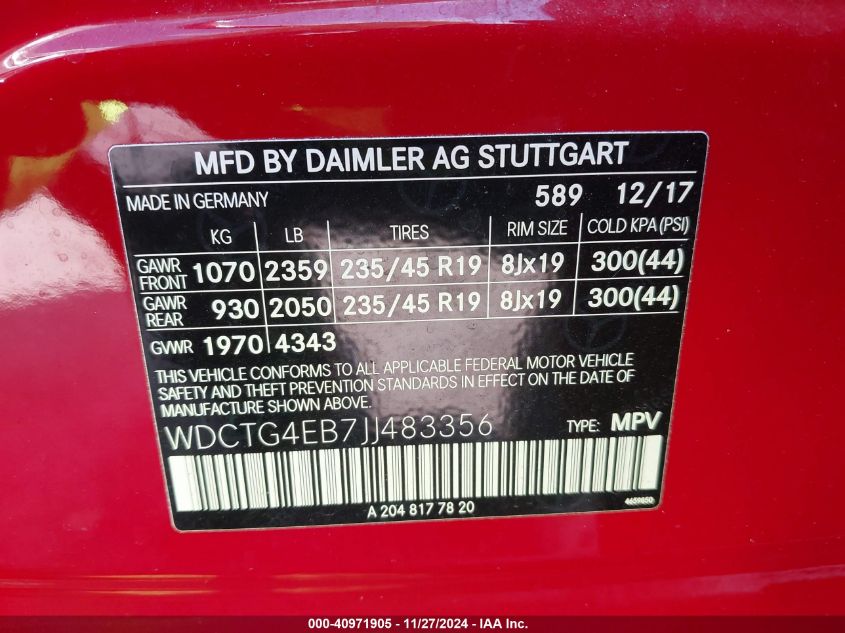 MFD BY DAIMLER AG STUTTGART
MADE IN GERMANY 589 12/17
KG LB TIRES RIM SIZE COLD KPA (PSI)
GAWR FRONT 1070 2359 235/45 R19 8Jx19 300(44)
GAWR REAR 930 2050 235/45 R19 8Jx19 300(44)
GVWR 1970 4343
THIS VEHICLE CONFORMS TO ALL APPLICABLE FEDERAL MOTOR VEHICLE
SAFETY AND THEFT PREVENTION STANDARDS IN EFFECT ON THE DATE OF
MANUFACTURE SHOWN ABOVE.
WDCTG4EB7JJ483356 TYPE: MPV
A 204 817 78 20 4659850
000-40971905 - 11/27/2024 - IAA Inc.